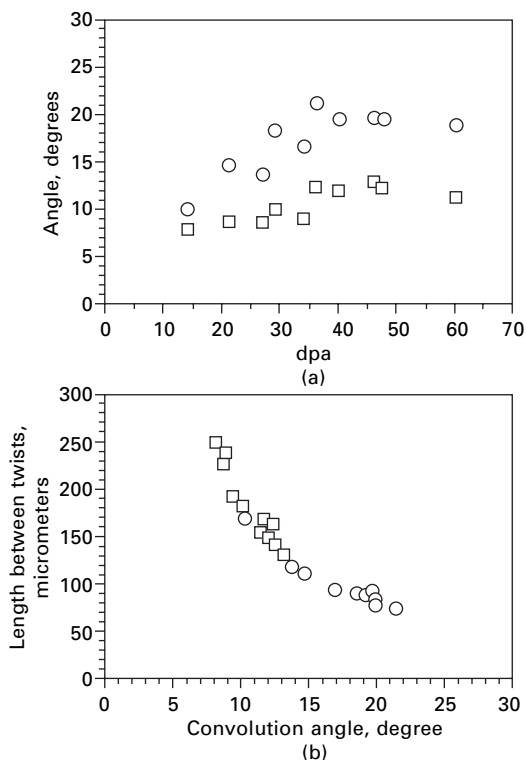 Angle, degrees
25
20
15
10
5
0
0 10 20 30 40 50 60 70
dpa
(a)
Length between twists,
micrometers
300
250
200
150
100
50
0
0 5 10 15 20 25 30
Convolution angle, degree
(b)